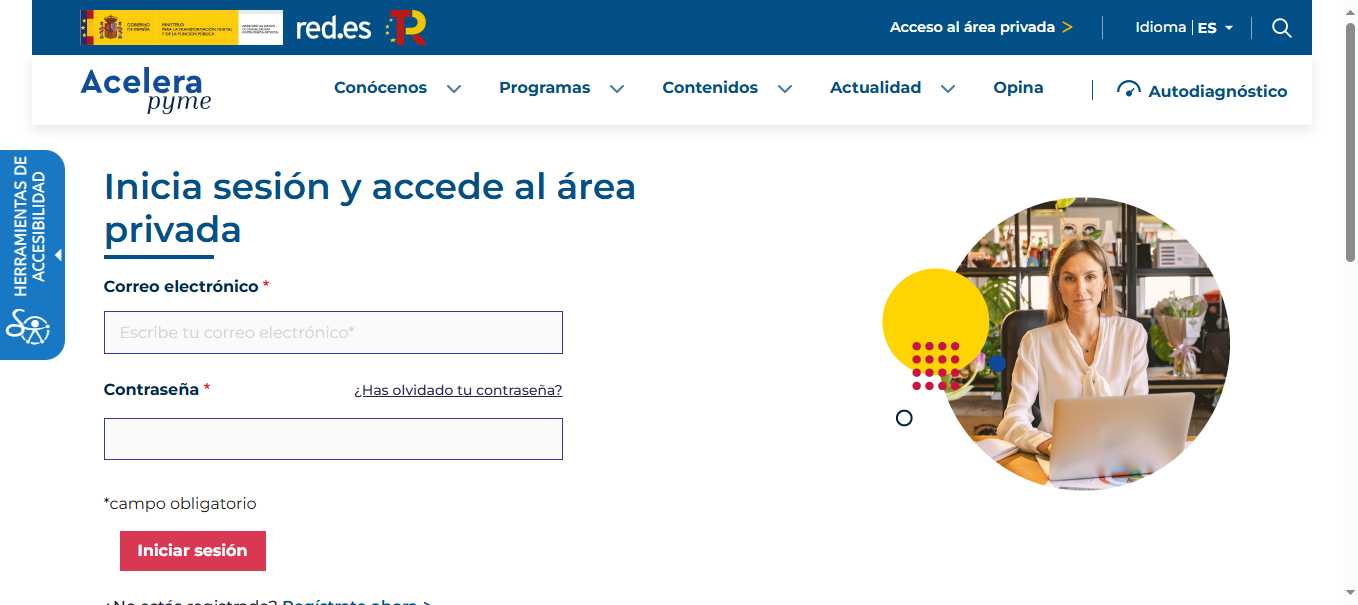 GOBIERNO DE ESPAÑA
MINISTERIO PARA LA TRANSFORMACIÓN DIGITAL Y DE LA FUNCIÓN PÚBLICA
red.es
Acceso al área privada >
Idioma | ES
Acelera pyme
Conócenos
Programas
Contenidos
Actualidad
Opina
Autodiagnóstico
HERRAMIENTAS DE ACCESIBILIDAD
Inicia sesión y accede al área
privada
Correo electrónico *
Escribe tu correo electrónico*
Contraseña *
¿Has olvidado tu contraseña?
*campo obligatorio
Iniciar sesión
¿No estás registrado? Regístrate ahora >